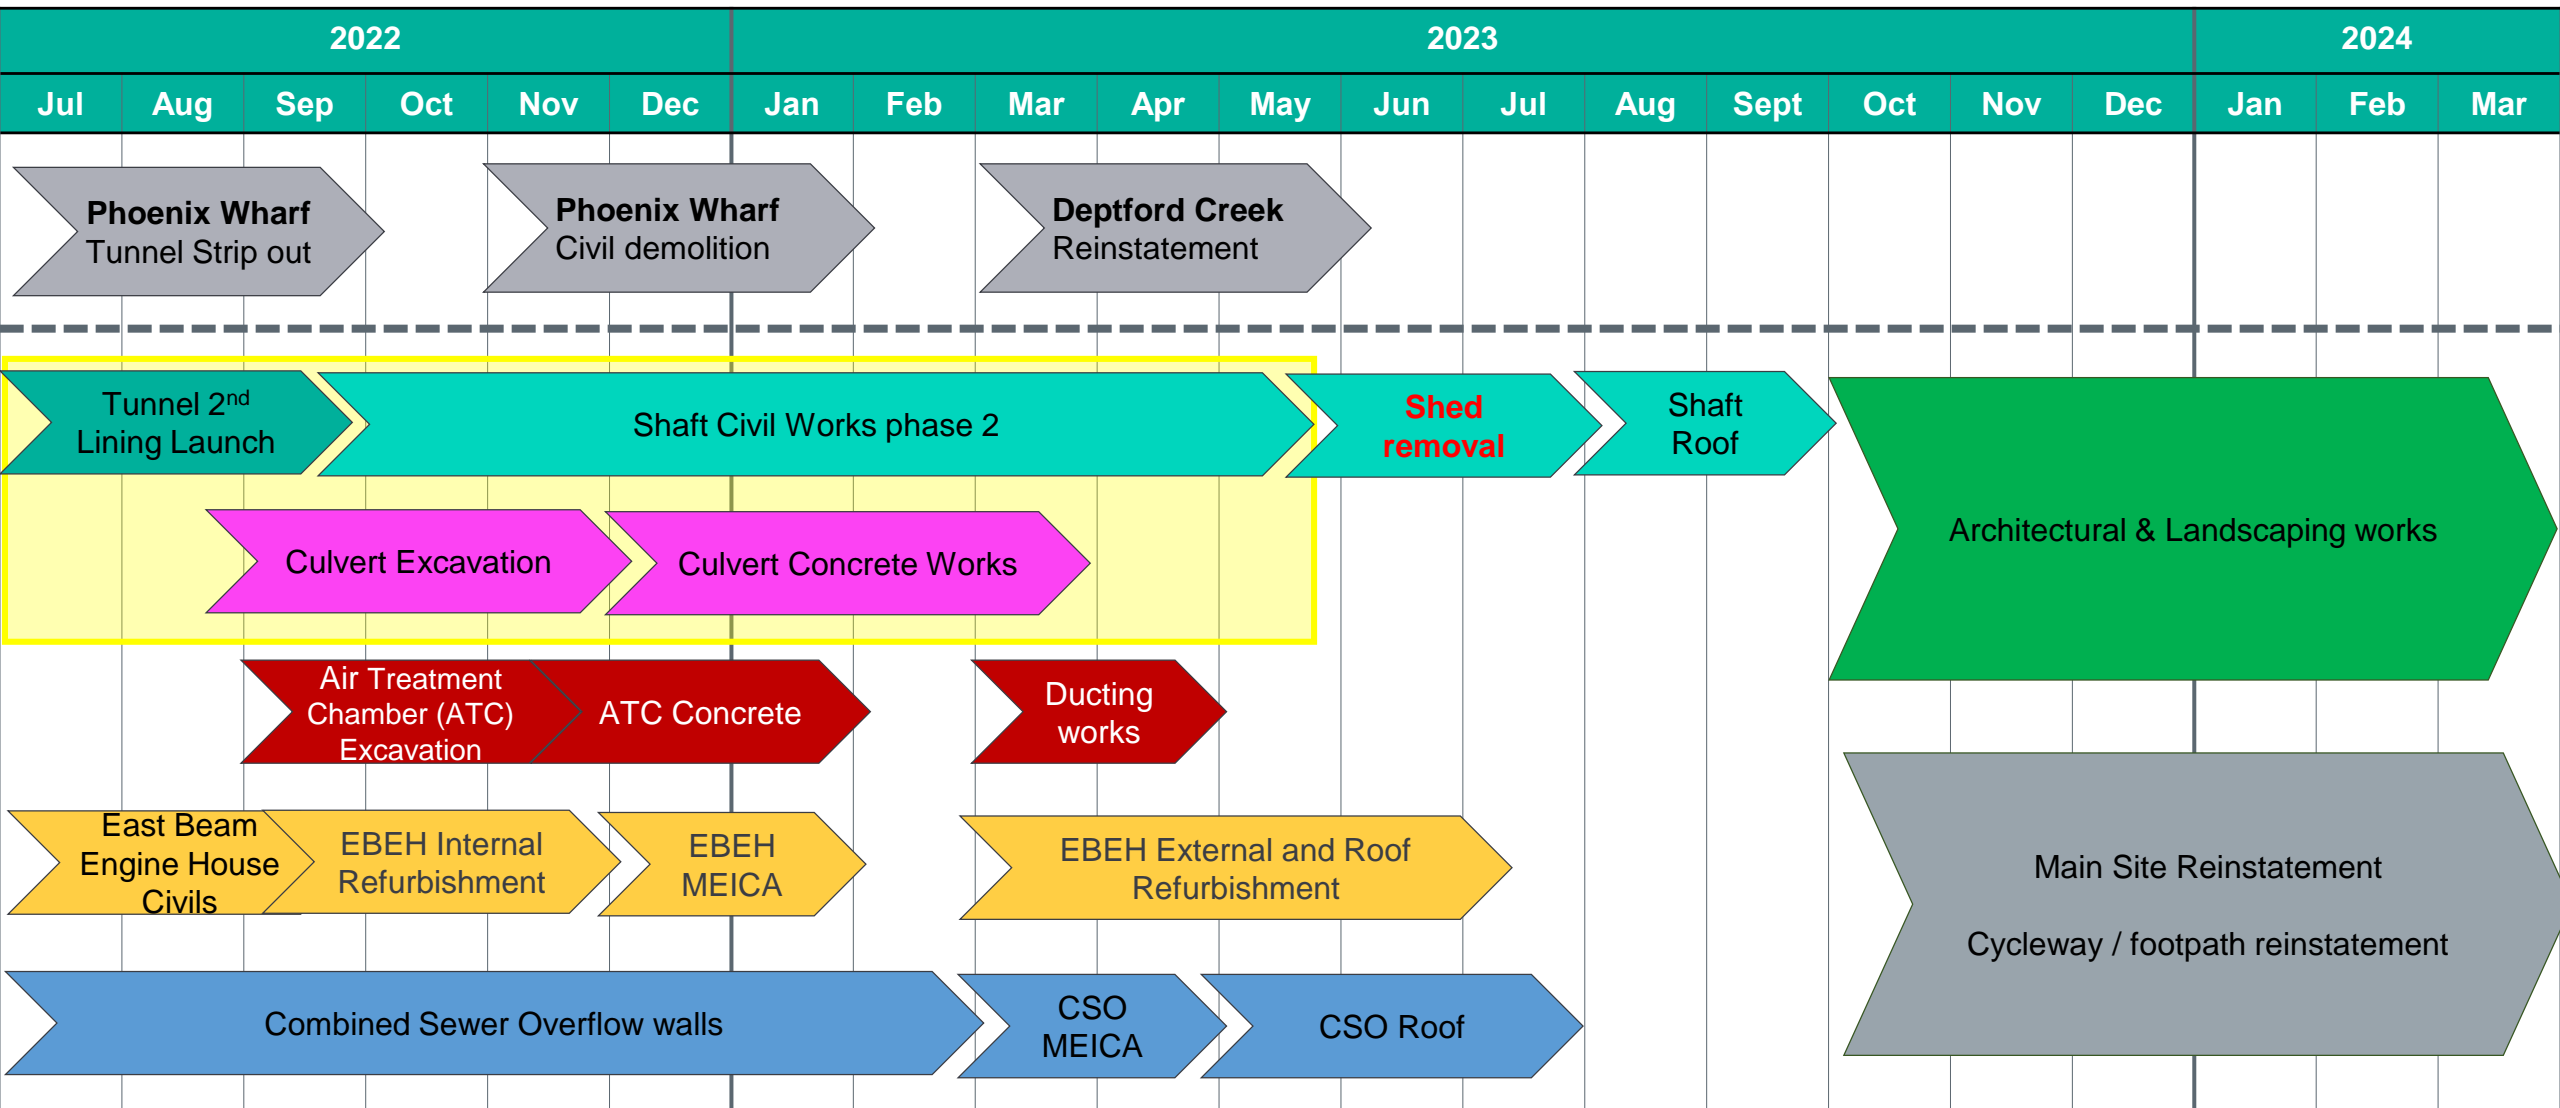 2022 2023 2024
Jul Aug Sep Oct Nov Dec Jan Feb Mar Apr May Jun Jul Aug Sept Oct Nov Dec Jan Feb Mar
Phoenix Wharf
Tunnel Strip out
Phoenix Wharf
Civil demolition
Deptford Creek
Reinstatement
Tunnel 2nd
Lining Launch
Shaft Civil Works phase 2
Shed
removal
Shaft
Roof
Architectural & Landscaping works
Culvert Excavation
Culvert Concrete Works
Air Treatment
Chamber (ATC)
Excavation
ATC Concrete
Ducting
works
East Beam
Engine House
Civils
EBEH Internal
Refurbishment
EBEH
MEICA
EBEH External and Roof
Refurbishment
Main Site Reinstatement
Cycleway / footpath reinstatement
Combined Sewer Overflow walls
CSO
MEICA
CSO Roof